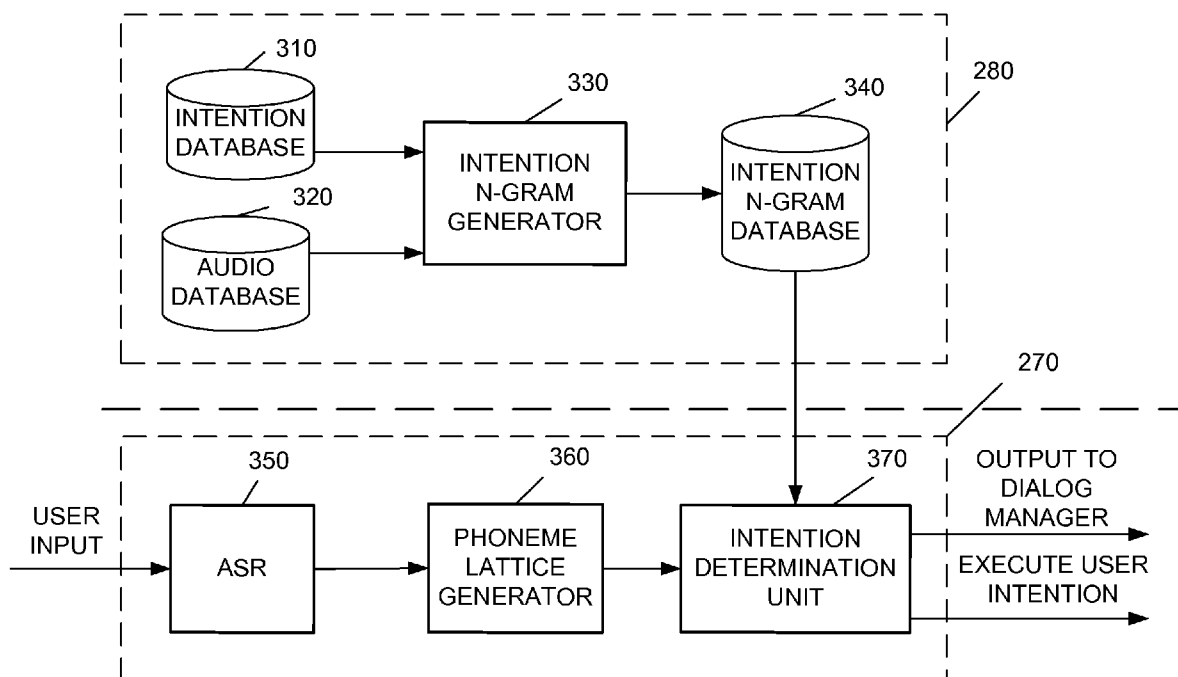 310
INTENTION
DATABASE
320
AUDIO
DATABASE
330
INTENTION
N-GRAM
GENERATOR
340
INTENTION
N-GRAM
DATABASE
280
270
USER
INPUT
350
ASR
360
PHONEME
LATTICE
GENERATOR
370
INTENTION
DETERMINATION
UNIT
OUTPUT TO
DIALOG
MANAGER
EXECUTE USER
INTENTION